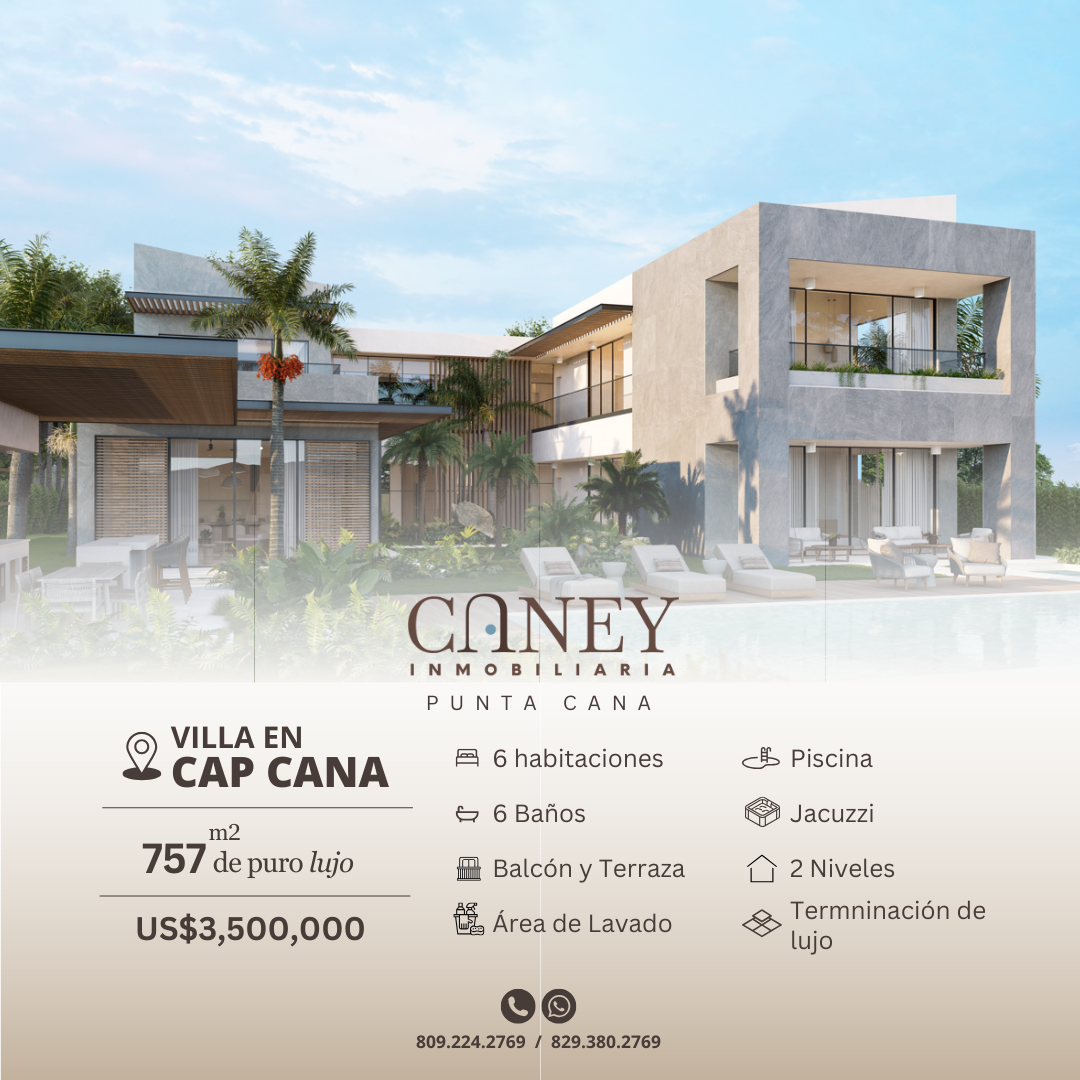 CANEY
INMOBILIARIA
PUNTA CANA
VILLA EN
CAP CANA
757 m2
de puro lujo
US$3,500,000
6 habitaciones
6 Baños
Balcón y Terraza
Área de Lavado
Piscina
Jacuzzi
2 Niveles
Termninación de
lujo
809.224.2769 / 829.380.2769